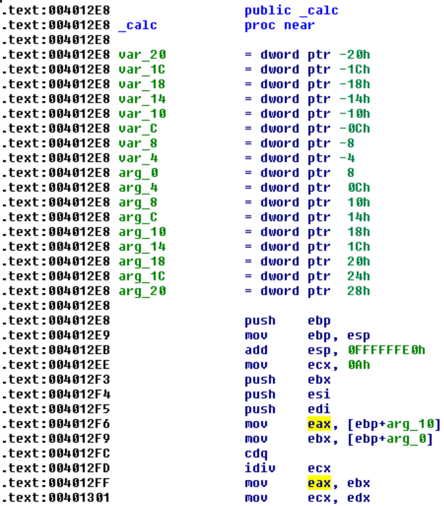 .text:004012E8 public _calc
.text:004012E8 _calc proc near
.text:004012E8
.text:004012E8 var_20 = dword ptr -20h
.text:004012E8 var_1C = dword ptr -1Ch
.text:004012E8 var_18 = dword ptr -18h
.text:004012E8 var_14 = dword ptr -14h
.text:004012E8 var_10 = dword ptr -10h
.text:004012E8 var_C = dword ptr -0Ch
.text:004012E8 var_8 = dword ptr -8
.text:004012E8 var_4 = dword ptr -4
.text:004012E8 arg_0 = dword ptr 8
.text:004012E8 arg_4 = dword ptr 0Ch
.text:004012E8 arg_8 = dword ptr 10h
.text:004012E8 arg_C = dword ptr 14h
.text:004012E8 arg_10 = dword ptr 18h
.text:004012E8 arg_14 = dword ptr 1Ch
.text:004012E8 arg_18 = dword ptr 20h
.text:004012E8 arg_1C = dword ptr 24h
.text:004012E8 arg_20 = dword ptr 28h
.text:004012E8
.text:004012E8 push ebp
.text:004012E9 mov ebp, esp
.text:004012EB add esp, 0FFFFFFE0h
.text:004012EE mov ecx, 0Ah
.text:004012F3 push ebx
.text:004012F4 push esi
.text:004012F5 push edi
.text:004012F6 mov eax, [ebp+arg_10]
.text:004012F9 mov ebx, [ebp+arg_0]
.text:004012FC cdq
.text:004012FD idiv ecx
.text:004012FF mov eax, ebx
.text:00401301 mov ecx, edx